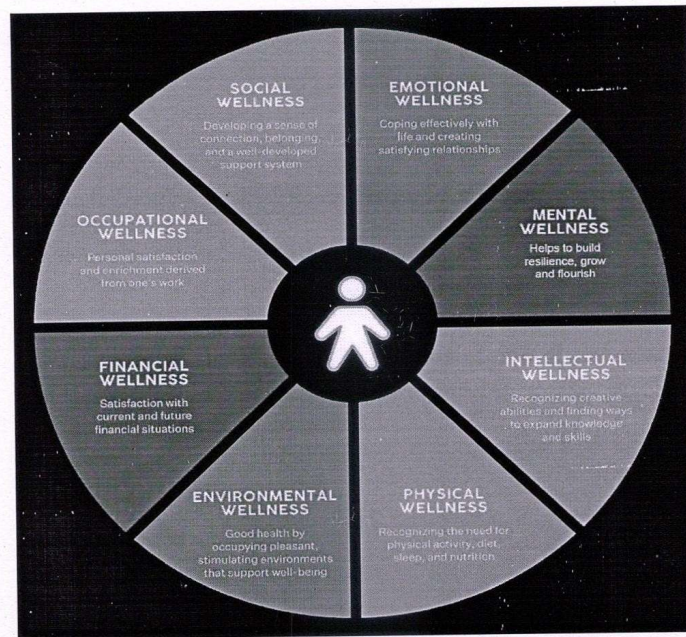 SOCIAL
WELLNESS
Developing a sense of
connection, belonging,
and a well-developed
support system
EMOTIONAL
WELLNESS
Coping effectively with
life and creating
satisfying relationships
MENTAL
WELLNESS
Helps to build
resilience, grow
and flourish
INTELLECTUAL
WELLNESS
Recognizing creative
abilities and finding ways
to expand knowledge
and skills
PHYSICAL
WELLNESS
Recognizing the need for
physical activity, diet,
sleep, and nutrition
ENVIRONMENTAL
WELLNESS
Good health by
occupying pleasant,
stimulating environments
that support well-being
FINANCIAL
WELLNESS
Satisfaction with
current and future
financial situations
OCCUPATIONAL
WELLNESS
Personal satisfaction
and enrichment derived
from one's work